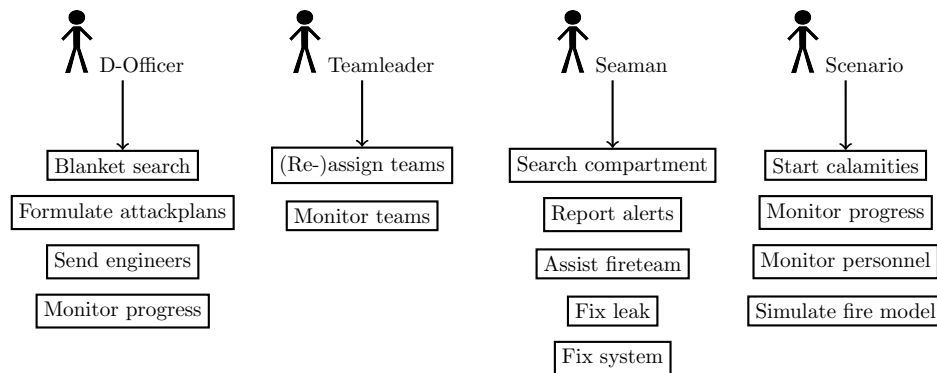 D-Officer
Blanket search
Formulate attackplans
Send engineers
Monitor progress
Teamleader
(Re-)assign teams
Monitor teams
Seaman
Search compartment
Report alerts
Assist fireteam
Fix leak
Fix system
Scenario
Start calamities
Monitor progress
Monitor personnel
Simulate fire model